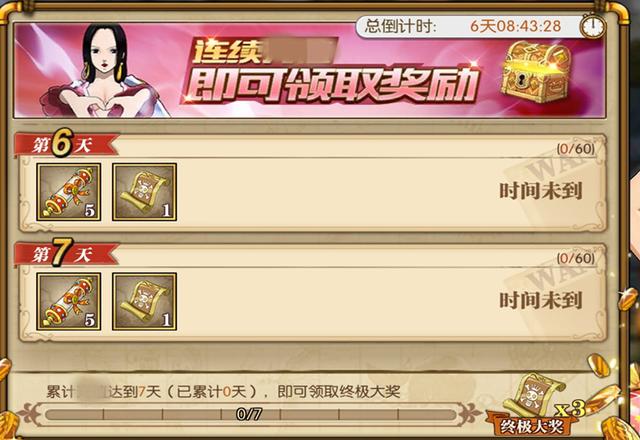 总倒计时: 6天08:43:28
连续
即可领取奖励
第6天
(0/60)
5
1
时间未到
第7天
(0/60)
5
1
时间未到
累计 达到7天（已累计0天），即可领取终极大奖
0/7
x3
终极大奖